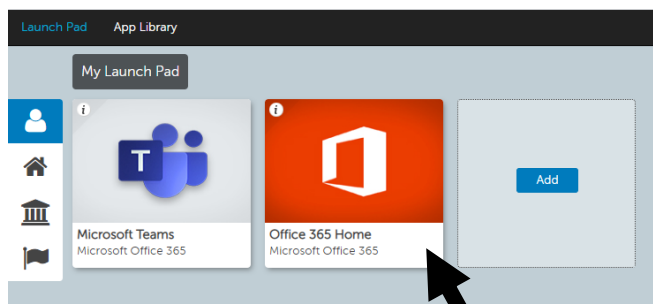 Launch Pad App Library
My Launch Pad
i
i
T
Add
Microsoft Teams
Microsoft Office 365
Office 365 Home
Microsoft Office 365